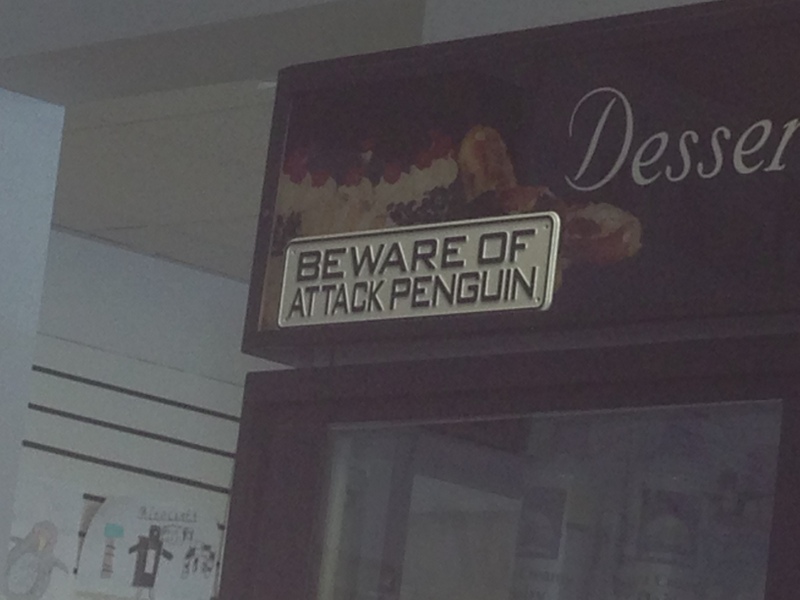 Desser
BEWARE OF
ATTACK PENGUIN